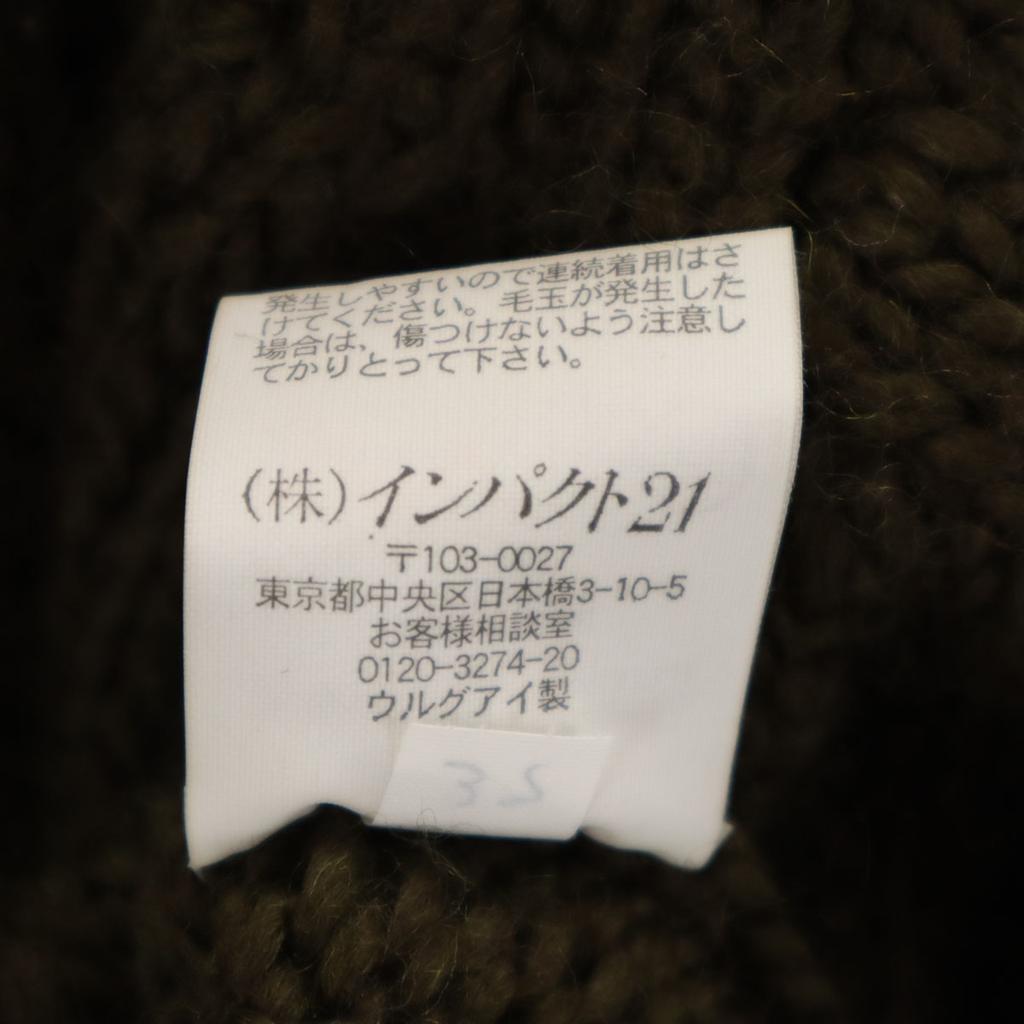 発生しやすいので連続着用はさ
けてください。毛玉が発生した
場合は、傷つけないよう注意し
てかりとって下さい。
(株)インパクト21
〒103-0027
東京都中央区日本橋3-10-5
お客様相談室
0120-3274-20
ウルグアイ製